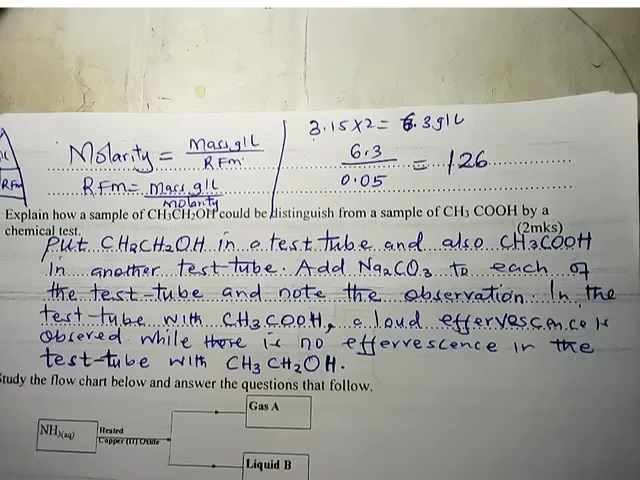 Molarity = Mass g/L / RFm
RFm = Mass g/L / Molarity
RFm
3.15 x 2 = 6.3 g/L
6.3 / 0.05 = 126
Explain how a sample of CH₃CH₂OH could be distinguish from a sample of CH₃ COOH by a
chemical test.
(2mks)
Put CH₂CH₂OH in a test tube and also CH₃COOH
in another test-tube. Add Na₂CO₃ to each of
the test-tube and note the observation. In the
test-tube with CH₃COOH, a loud effervescence is
obsered while there is no effervescence in the
test-tube with CH₃CH₂OH.
Study the flow chart below and answer the questions that follow.
Gas A
NH₃(aq)
Heated
Copper (II) Oxide
Liquid B